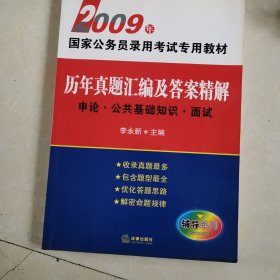 2009年
国家公务员录用考试专用教材
历年真题汇编及答案精解
申论·公共基础知识·面试
李永新 主编
★收录真题最多
★包含题型最全
★优化答题思路
★解密命题规律
法律出版社